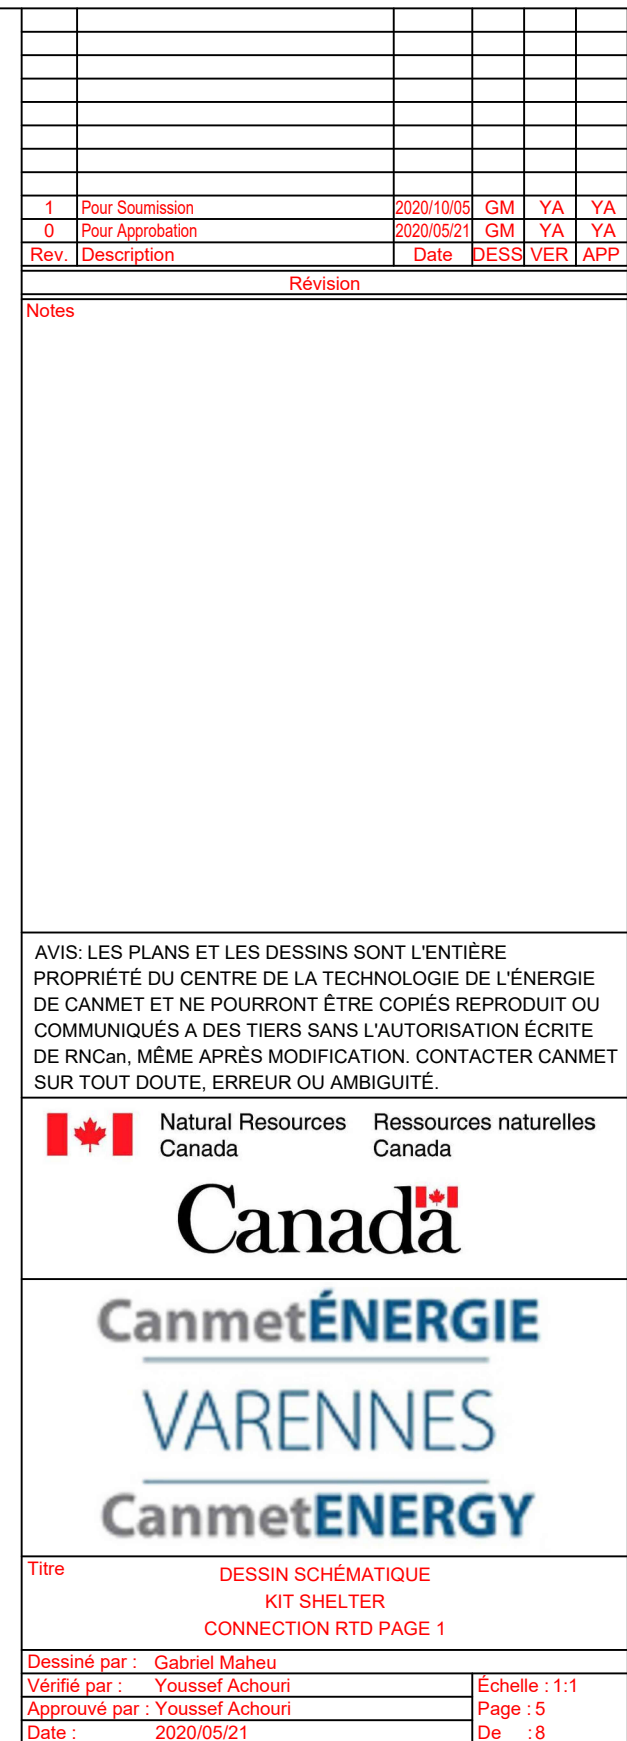 1 Pour Soumission 2020/10/05 GM YA YA
0 Pour Approbation 2020/05/21 GM YA YA
Rev. Description Date DESS VER APP
Révision
Notes
AVIS: LES PLANS ET LES DESSINS SONT L'ENTIÈRE
PROPRIÉTÉ DU CENTRE DE LA TECHNOLOGIE DE L'ÉNERGIE
DE CANMET ET NE POURRONT ÊTRE COPIÉS REPRODUIT OU
COMMUNIQUÉS A DES TIERS SANS L'AUTORISATION ÉCRITE
DE RNCan, MÊME APRÈS MODIFICATION. CONTACTER CANMET
SUR TOUT DOUTE, ERREUR OU AMBIGUITÉ.
Natural Resources Ressources naturelles
Canada Canada
Canada
CanmetÉNERGIE
VARENNES
CanmetENERGY
Titre
DESSIN SCHÉMATIQUE
KIT SHELTER
CONNECTION RTD PAGE 1
Dessiné par : Gabriel Maheu
Vérifié par : Youssef Achouri Échelle : 1:1
Approuvé par : Youssef Achouri Page : 5
Date : 2020/05/21 De : 8